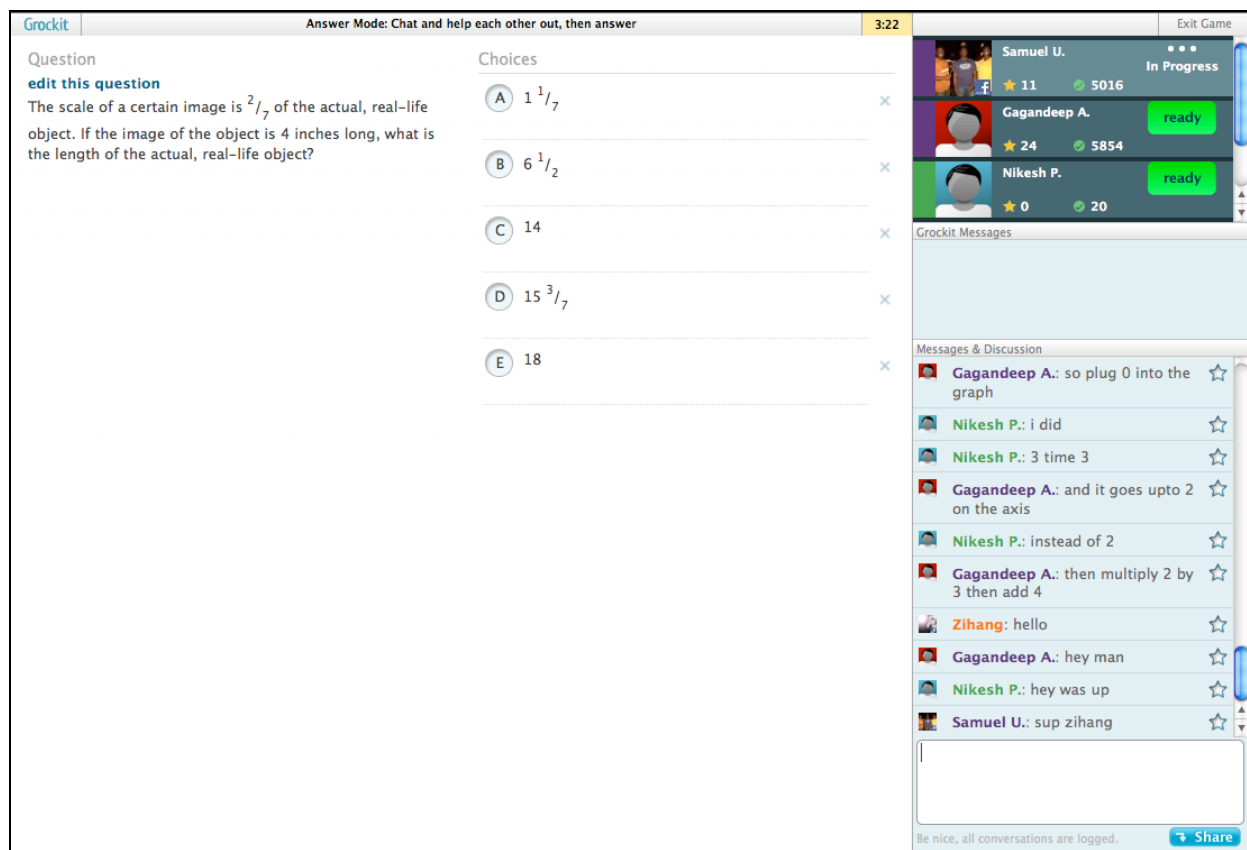 Grockit
Answer Mode: Chat and help each other out, then answer
3:22
Exit Game
Question
edit this question
The scale of a certain image is 2/7 of the actual, real-life
object. If the image of the object is 4 inches long, what is
the length of the actual, real-life object?
Choices
A 1 1/7
B 6 1/2
C 14
D 15 3/7
E 18
Samuel U.
In Progress
11 5016
Gagandeep A.
ready
24 5854
Nikesh P.
ready
0 20
Grockit Messages
Messages & Discussion
Gagandeep A.: so plug 0 into the
graph
Nikesh P.: i did
Nikesh P.: 3 time 3
Gagandeep A.: and it goes upto 2
on the axis
Nikesh P.: instead of 2
Gagandeep A.: then multiply 2 by
3 then add 4
Zihang: hello
Gagandeep A.: hey man
Nikesh P.: hey was up
Samuel U.: sup zihang
Be nice, all conversations are logged.
Share